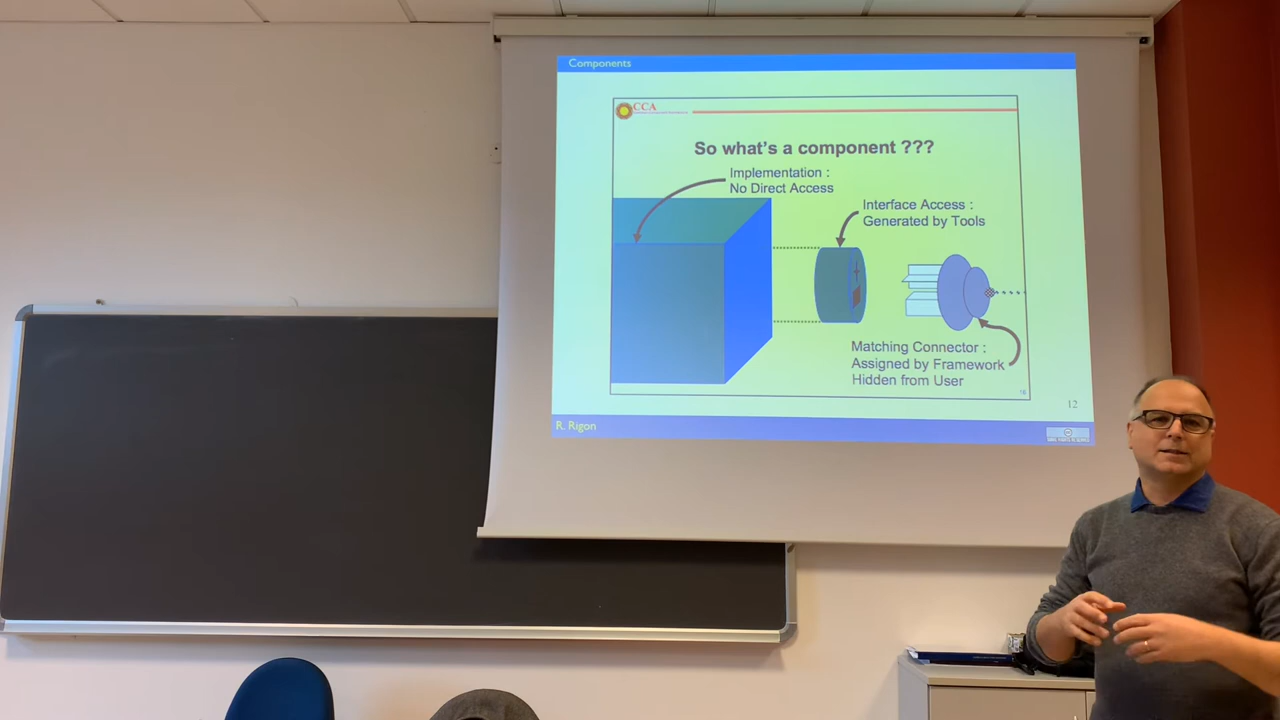 Components
CCA
So what's a component ???
Implementation :
No Direct Access
Interface Access :
Generated by Tools
Matching Connector :
Assigned by Framework
Hidden from User
12
R. Rigon